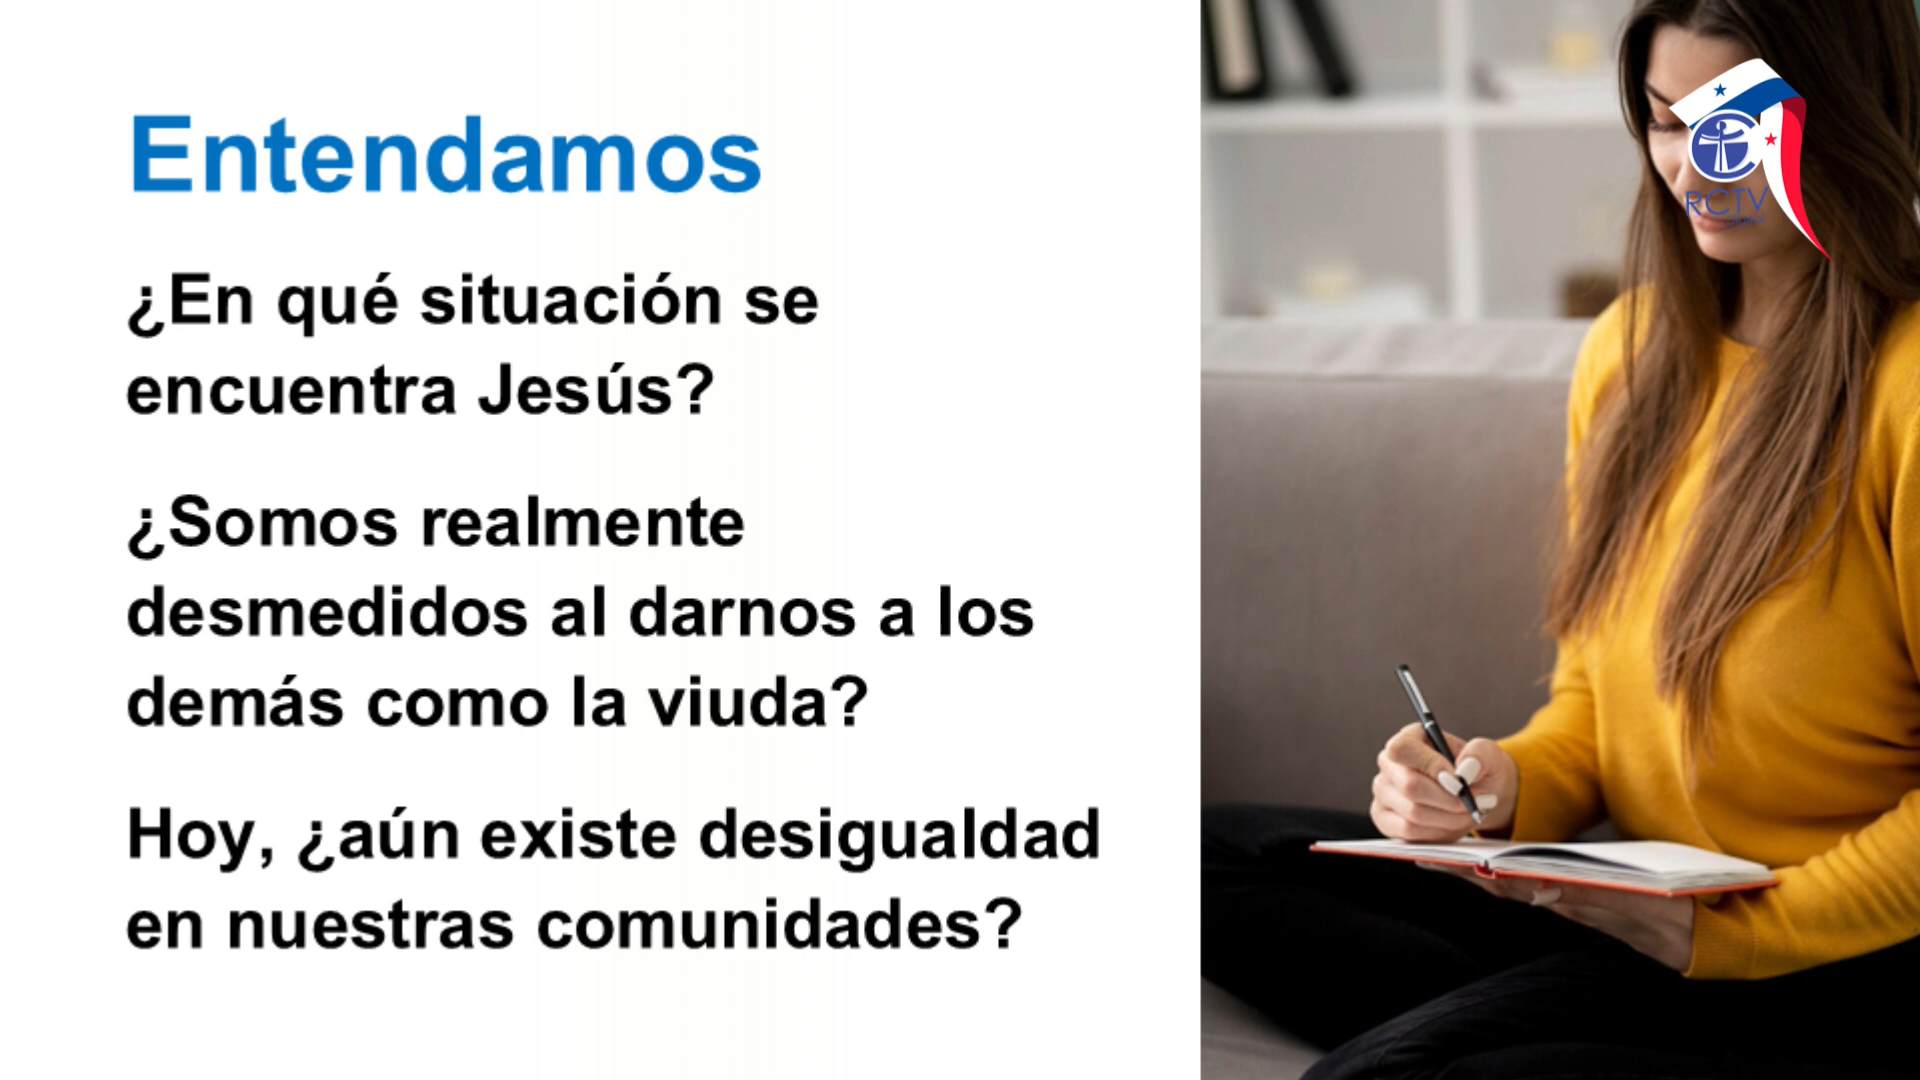 Entendamos
¿En qué situación se
encuentra Jesús?
¿Somos realmente
desmedidos al darnos a los
demás como la viuda?
Hoy, ¿aún existe desigualdad
en nuestras comunidades?
RCTV